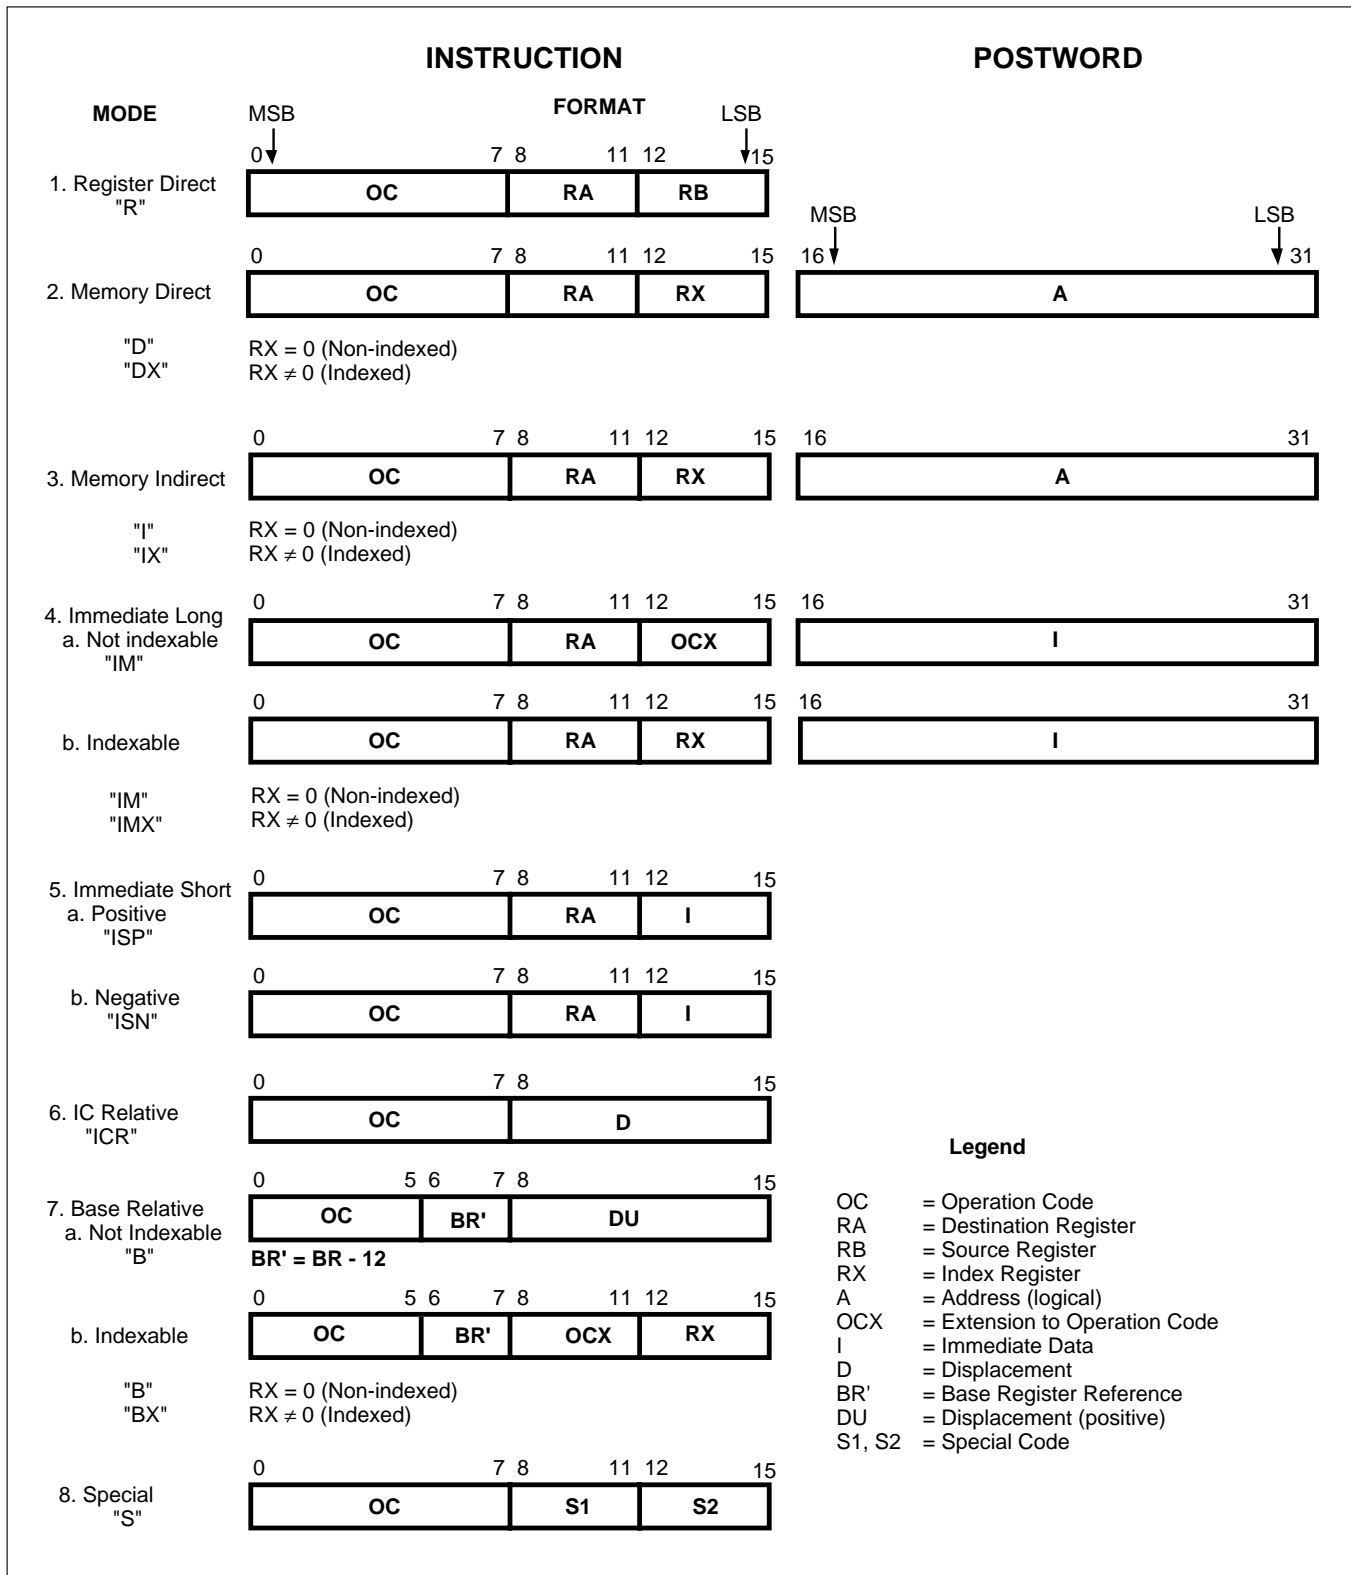 INSTRUCTION POSTWORD
MODE MSB FORMAT LSB
0 7 8 11 12 15
1. Register Direct OC RA RB
"R"
MSB LSB
0 7 8 11 12 15 16 31
2. Memory Direct OC RA RX A
"D" RX = 0 (Non-indexed)
"DX" RX ≠ 0 (Indexed)
0 7 8 11 12 15 16 31
3. Memory Indirect OC RA RX A
"I" RX = 0 (Non-indexed)
"IX" RX ≠ 0 (Indexed)
0 7 8 11 12 15 16 31
4. Immediate Long
a. Not indexable OC RA OCX I
"IM"
0 7 8 11 12 15 16 31
b. Indexable OC RA RX I
"IM" RX = 0 (Non-indexed)
"IMX" RX ≠ 0 (Indexed)
0 7 8 11 12 15
5. Immediate Short
a. Positive OC RA I
"ISP"
0 7 8 11 12 15
b. Negative OC RA I
"ISN"
0 7 8 15
6. IC Relative OC D
"ICR"
0 5 6 7 8 15
7. Base Relative OC BR' DU
a. Not Indexable
"B" BR' = BR - 12
0 5 6 7 8 11 12 15
b. Indexable OC BR' OCX RX
"B" RX = 0 (Non-indexed)
"BX" RX ≠ 0 (Indexed)
0 7 8 11 12 15
8. Special OC S1 S2
"S"
Legend
OC = Operation Code
RA = Destination Register
RB = Source Register
RX = Index Register
A = Address (logical)
OCX = Extension to Operation Code
I = Immediate Data
D = Displacement
BR' = Base Register Reference
DU = Displacement (positive)
S1, S2 = Special Code